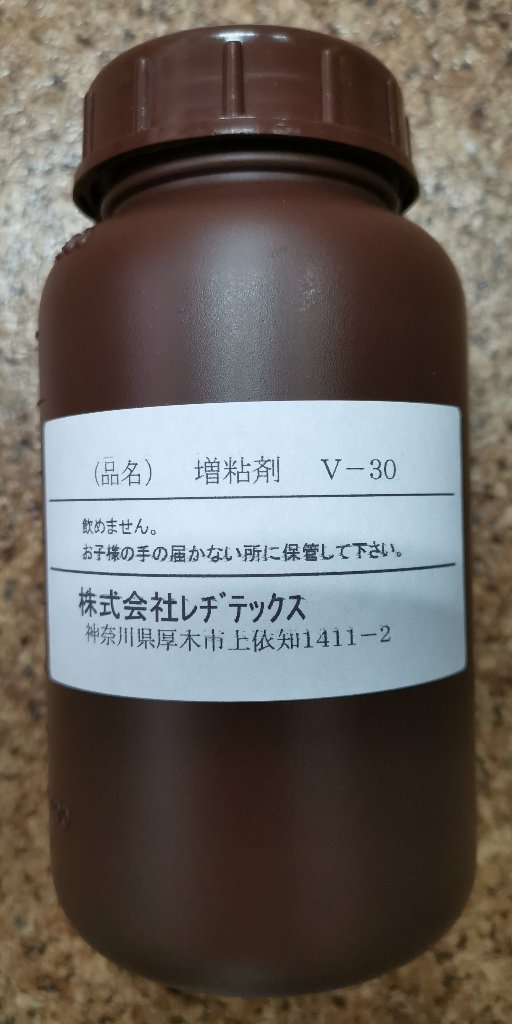 （品名）　増粘剤　V－30
飲めません。
お子様の手の届かない所に保管して下さい。
株式会社レヂテックス
神奈川県厚木市上依知1411－2